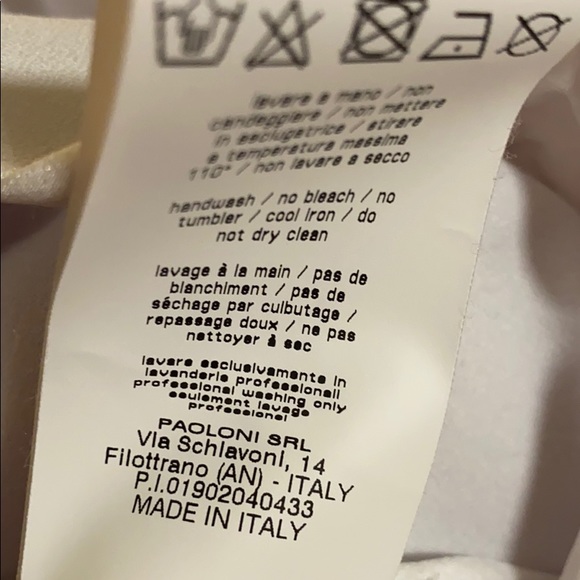 lavare a mano / non
candeggiare / non mettere
in asciugatrice / stirare
a temperatura massima
110° / non lavare a secco
handwash / no bleach / no
tumbler / cool iron / do
not dry clean
lavage à la main / pas de
blanchiment / pas de
séchage par culbutage /
repassage doux / ne pas
nettoyer à sec
lavare esclusivamente in
lavanderie professionali
professional washing only
seulement lavage
professional
PAOLONI SRL
Via Schiavoni, 14
Filottrano (AN) - ITALY
P.I.01902040433
MADE IN ITALY